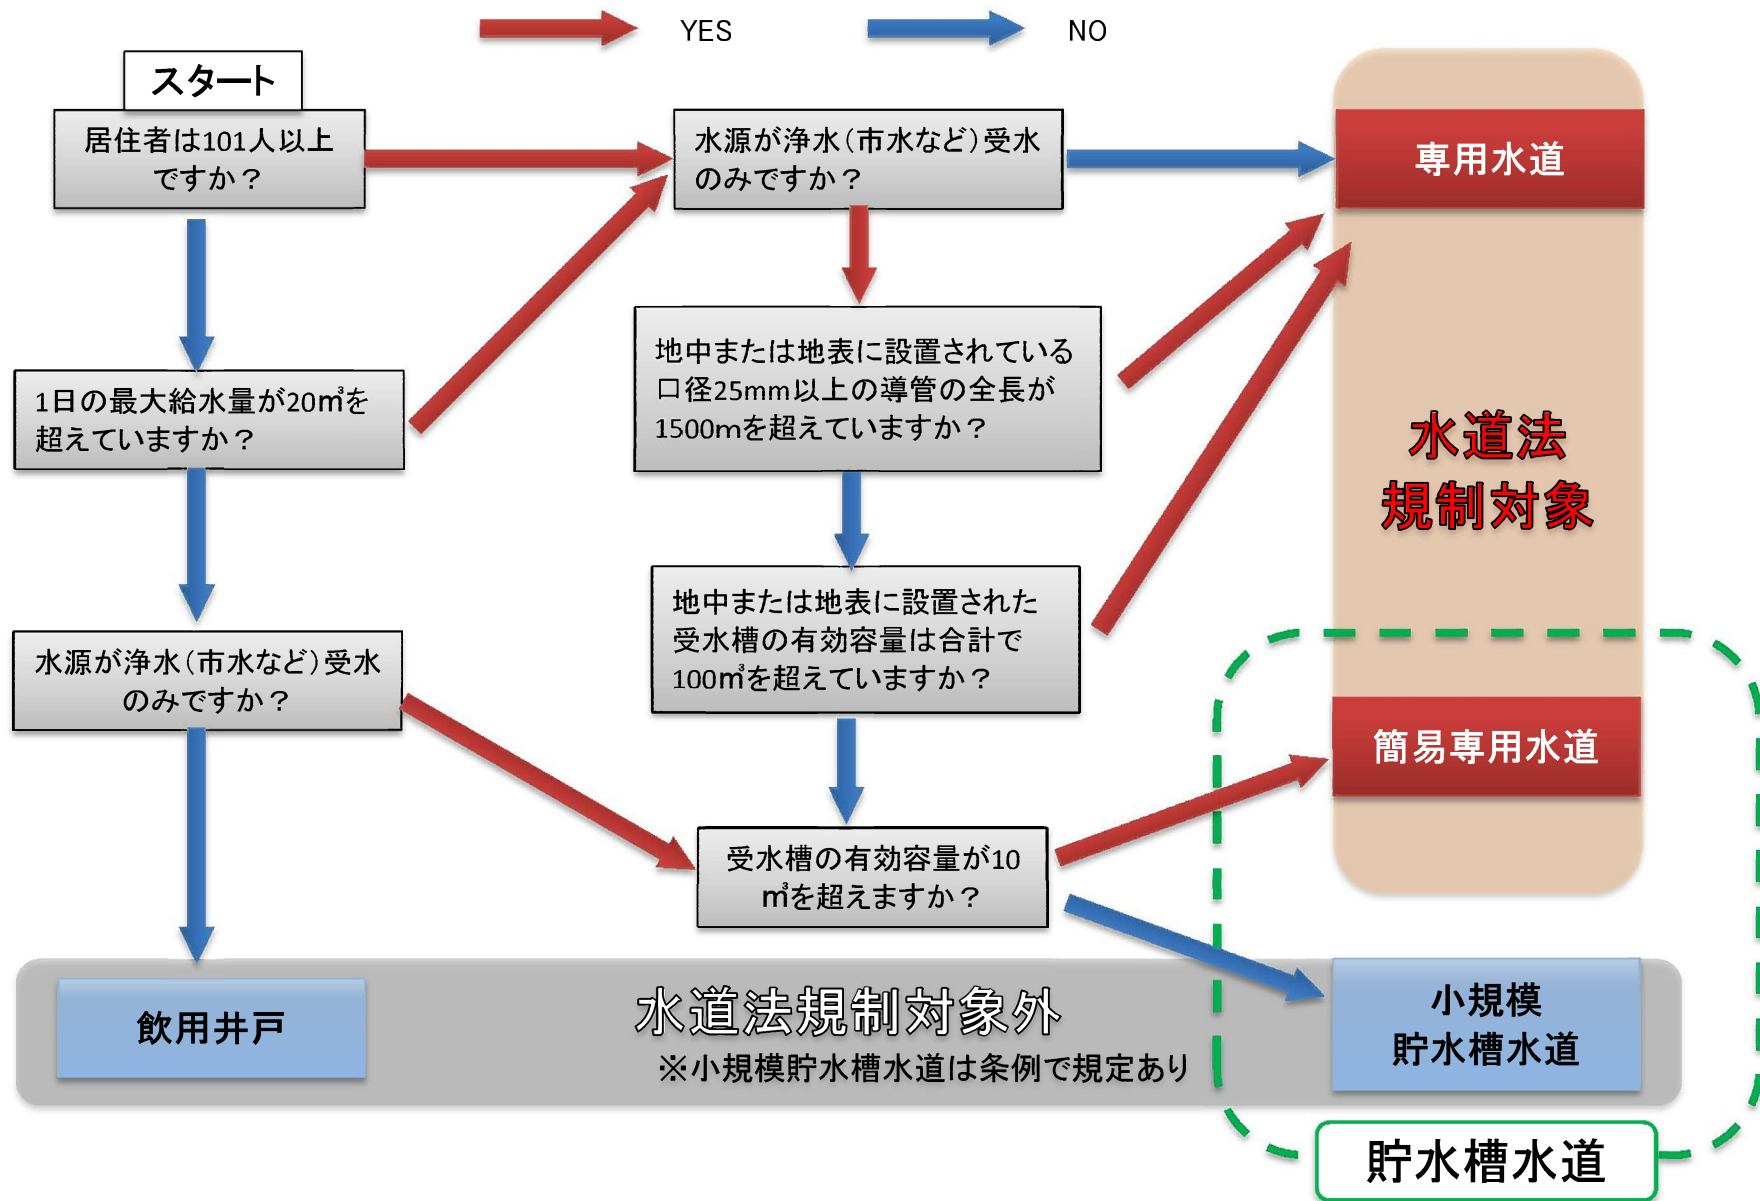 YES
NO
スタート
居住者は101人以上
ですか？
水源が浄水（市水など）受水
のみですか？
専用水道
1日の最大給水量が20㎥を
超えていますか？
地中または地表に設置されている
口径25mm以上の導管の全長が
1500mを超えていますか？
水道法
規制対象
水源が浄水（市水など）受水
のみですか？
地中または地表に設置された
受水槽の有効容量は合計で
100㎥を超えていますか？
簡易専用水道
受水槽の有効容量が10
㎥を超えますか？
飲用井戸
水道法規制対象外
※小規模貯水槽水道は条例で規定あり
小規模
貯水槽水道
貯水槽水道